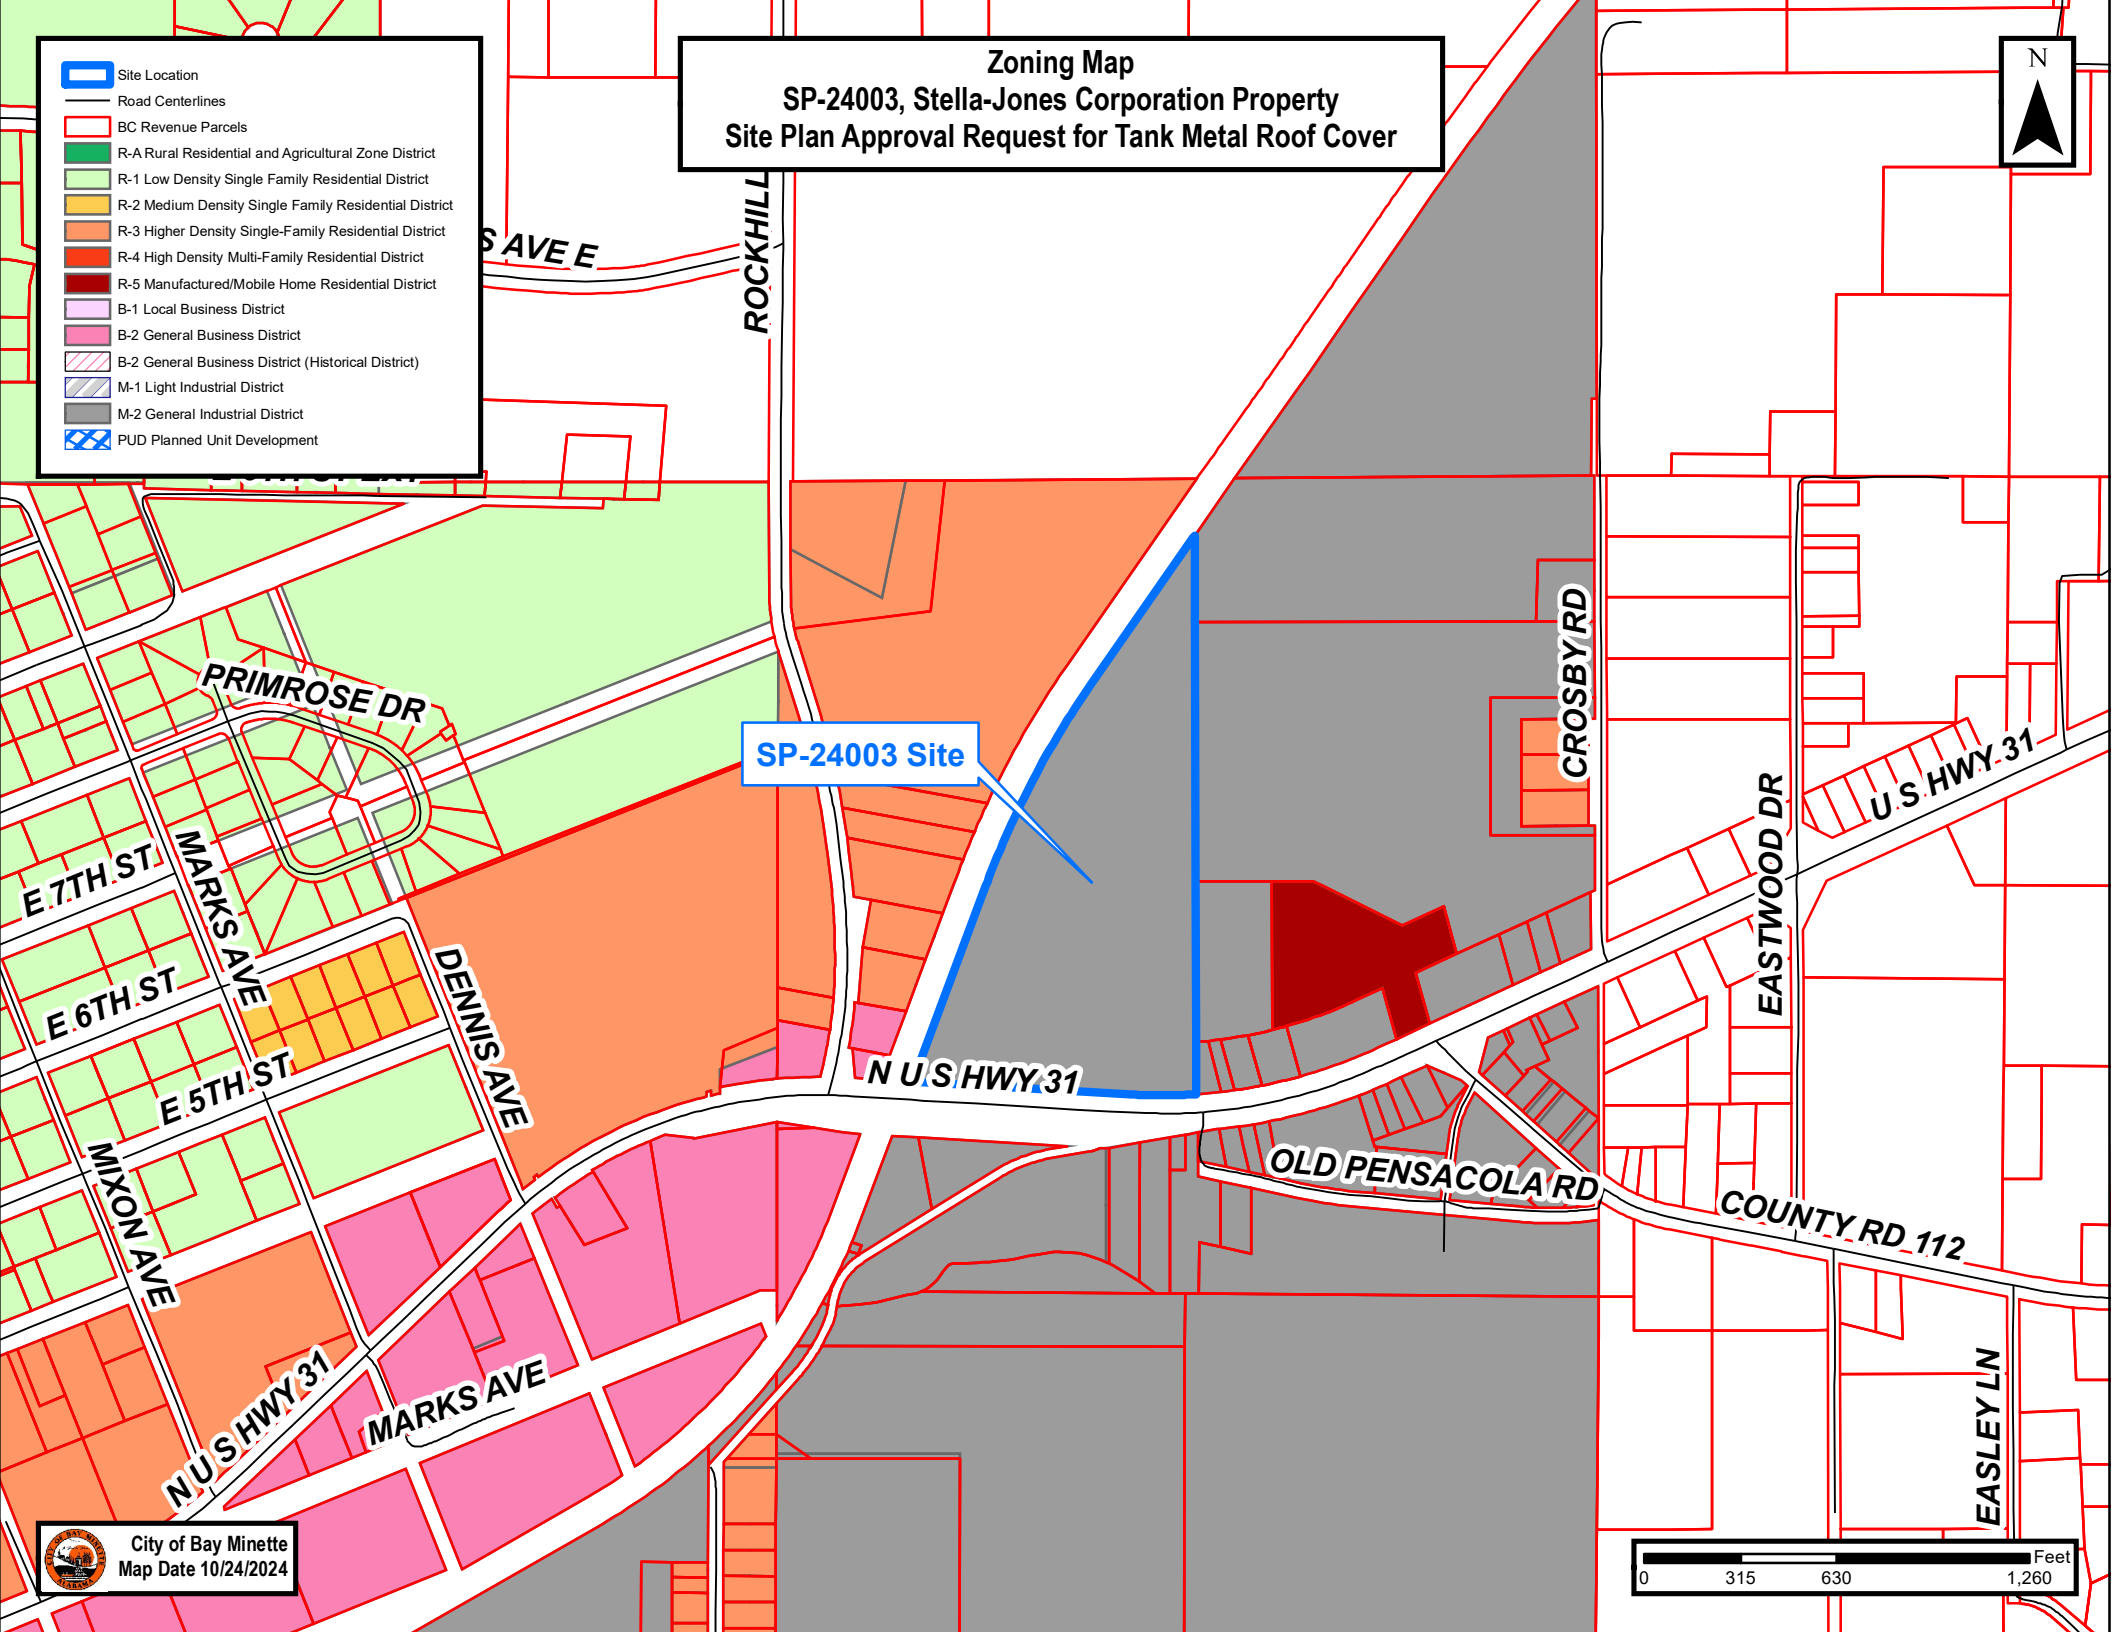 Zoning Map
SP-24003, Stella-Jones Corporation Property
Site Plan Approval Request for Tank Metal Roof Cover
N
Site Location
Road Centerlines
BC Revenue Parcels
R-A Rural Residential and Agricultural Zone District
R-1 Low Density Single Family Residential District
R-2 Medium Density Single Family Residential District
R-3 Higher Density Single-Family Residential District
R-4 High Density Multi-Family Residential District
R-5 Manufactured/Mobile Home Residential District
B-1 Local Business District
B-2 General Business District
B-2 General Business District (Historical District)
M-1 Light Industrial District
M-2 General Industrial District
PUD Planned Unit Development
S AVE E
ROCKHILL
PRIMROSE DR
SP-24003 Site
CROSBY RD
U S HWY 31
EASTWOOD DR
E 7TH ST
MARKS AVE
E 6TH ST
DENNIS AVE
E 5TH ST
N U S HWY 31
MIXON AVE
OLD PENSACOLA RD
COUNTY RD 112
N U S HWY 31
MARKS AVE
EASLEY LN
CITY OF BAY MINETTE
ALABAMA
City of Bay Minette
Map Date 10/24/2024
Feet
0 315 630 1,260